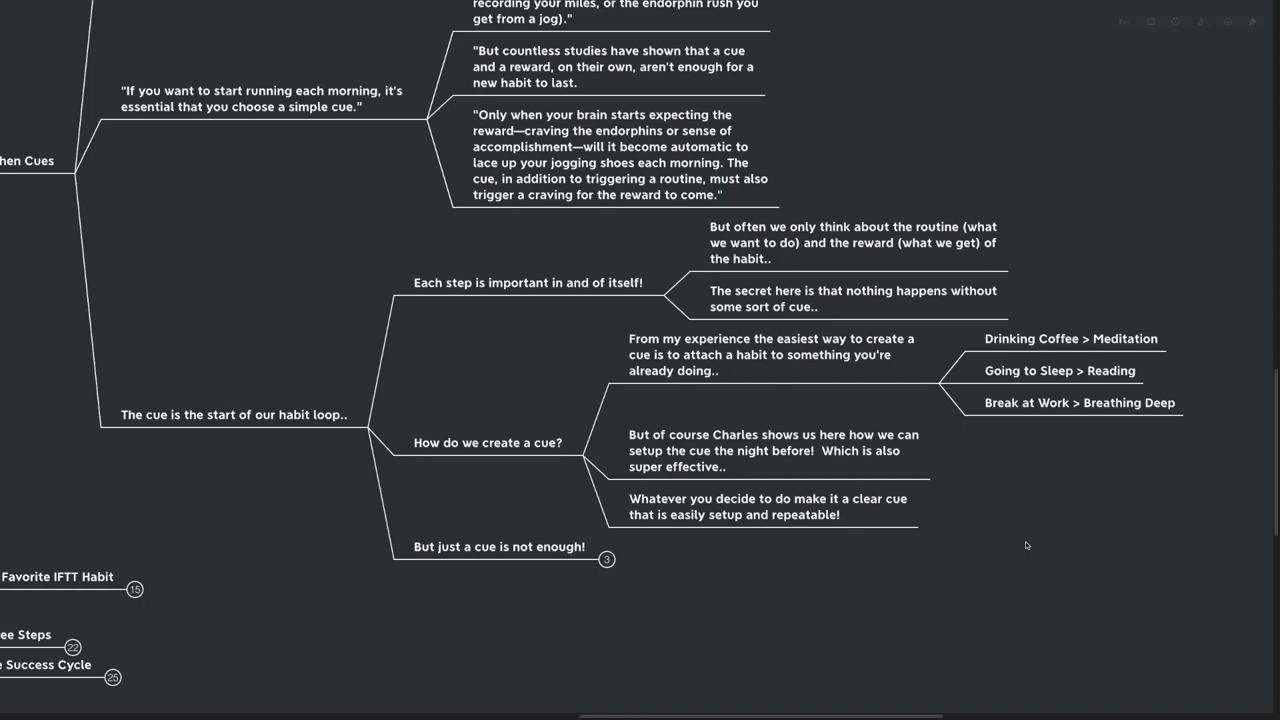 recording your miles, or the endorphin rush you
get from a jog)."
"But countless studies have shown that a cue
and a reward, on their own, aren't enough for a
new habit to last.
"If you want to start running each morning, it's
essential that you choose a simple cue."
"Only when your brain starts expecting the
reward—craving the endorphins or sense of
accomplishment—will it become automatic to
lace up your jogging shoes each morning. The
cue, in addition to triggering a routine, must also
trigger a craving for the reward to come."
hen Cues
But often we only think about the routine (what
we want to do) and the reward (what we get) of
the habit..
Each step is important in and of itself!
The secret here is that nothing happens without
some sort of cue..
From my experience the easiest way to create a
cue is to attach a habit to something you're
already doing..
Drinking Coffee > Meditation
Going to Sleep > Reading
Break at Work > Breathing Deep
The cue is the start of our habit loop..
How do we create a cue?
But of course Charles shows us here how we can
setup the cue the night before!  Which is also
super effective..
Whatever you decide to do make it a clear cue
that is easily setup and repeatable!
But just a cue is not enough!
3
Favorite IFTT Habit
15
ee Steps
22
e Success Cycle
25